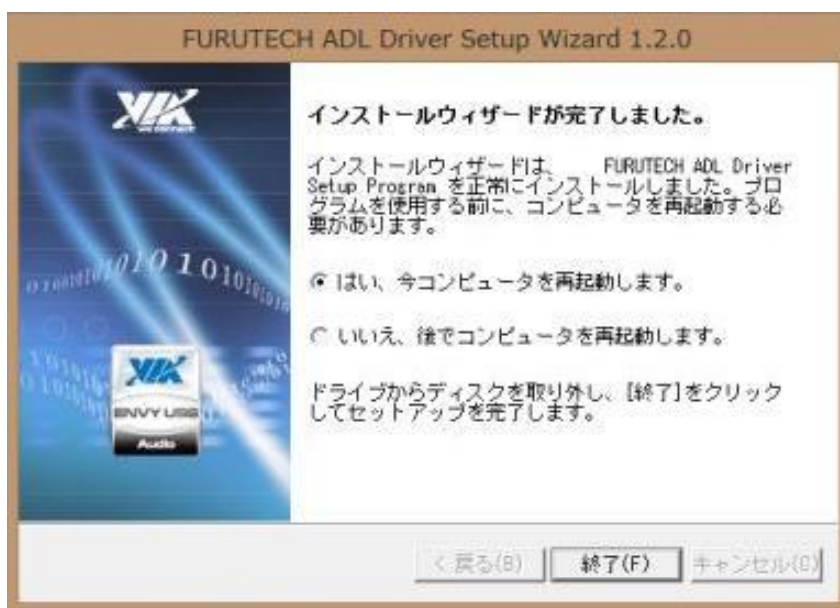 FURUTECH ADL Driver Setup Wizard 1.2.0
VIA
we connect
インストールウィザードが完了しました。
インストールウィザードは、 FURUTECH ADL Driver
Setup Program を正常にインストールしました。プロ
グラムを使用する前に、コンピュータを再起動する必
要があります。
はい、今コンピュータを再起動します。
いいえ、後でコンピュータを再起動します。
ドライブからディスクを取り外し、[終了]をクリック
してセットアップを完了します。
VIA
ENVY USB
Audio
< 戻る(B)
終了(F)
キャンセル